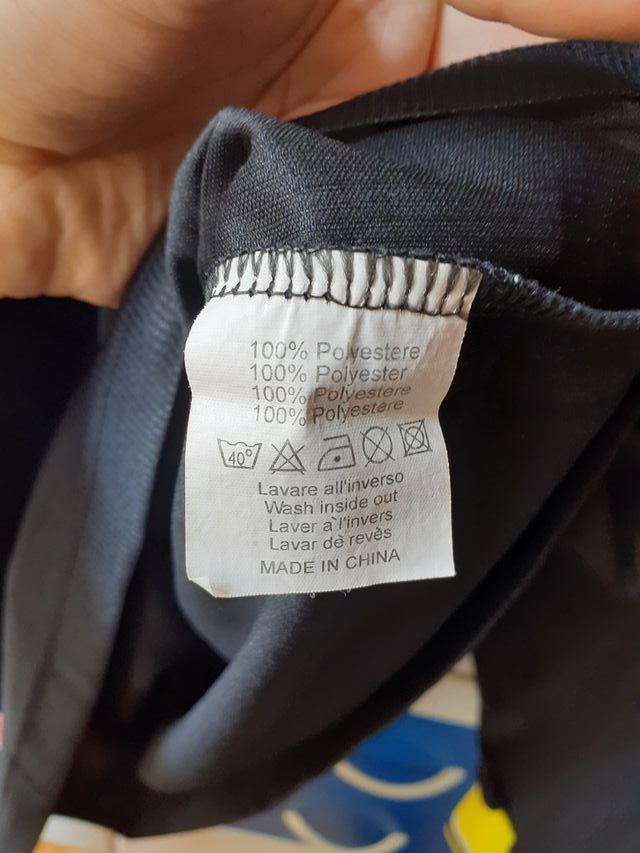 100% Polyestere
100% Polyester
100% Polyestere
100% Polyestere
40°
Lavare all'inverso
Wash inside out
Laver a l'invers
Lavar dè revès
MADE IN CHINA